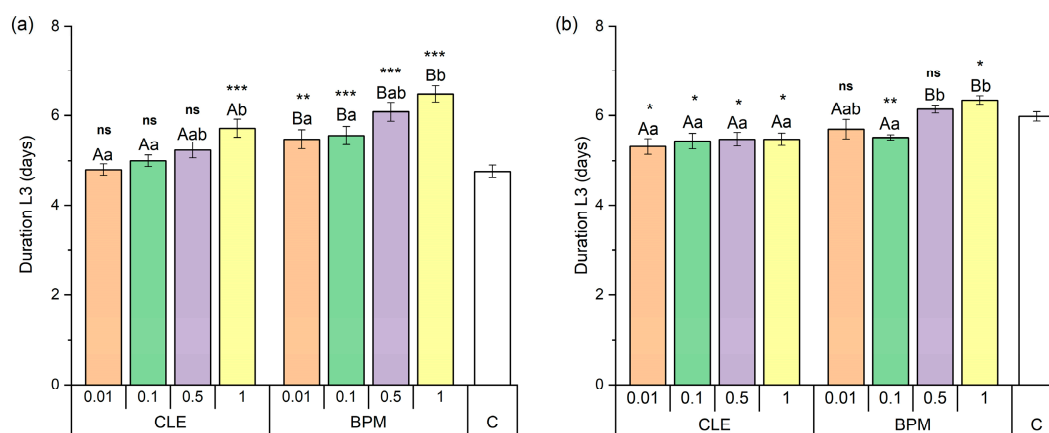 (a)
8
6
4
2
0
Duration L3 (days)
ns
Aa
ns
Aa
ns
Aab
***
Ab
**
Ba
***
Ba
***
Bab
***
Bb
0.01 0.1 0.5 1 0.01 0.1 0.5 1
CLE BPM C
(b)
8
6
4
2
0
Duration L3 (days)
*
Aa
*
Aa
*
Aa
*
Aa
ns
Aab
**
Aa
ns
Bb
*
Bb
0.01 0.1 0.5 1 0.01 0.1 0.5 1
CLE BPM C